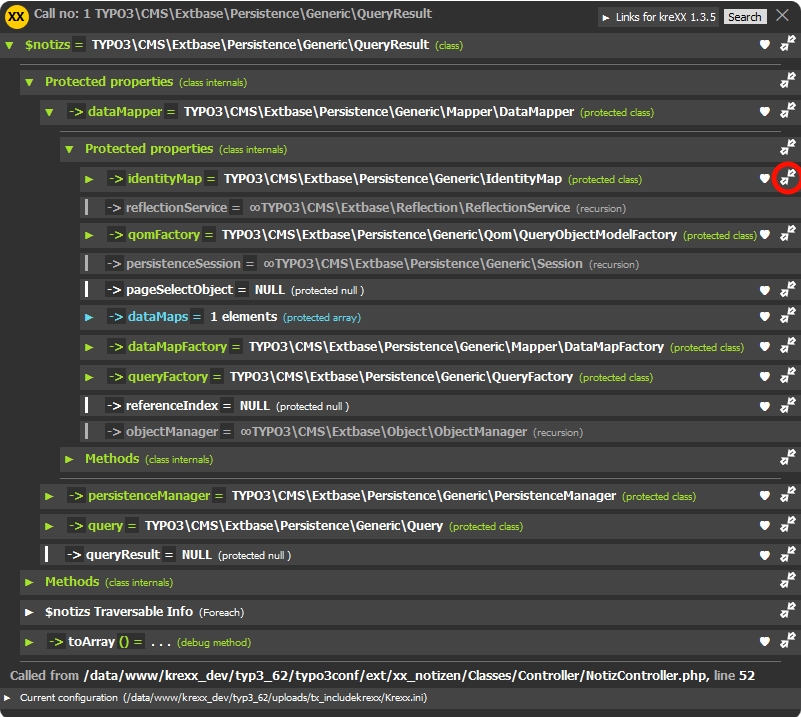 XX Call no: 1 TYPO3\CMS\Extbase\Persistence\Generic\QueryResult ► Links for kreXX 1.3.5 Search
▼ $notizs = TYPO3\CMS\Extbase\Persistence\Generic\QueryResult (class)
▼ Protected properties (class internals)
▼ -> dataMapper = TYPO3\CMS\Extbase\Persistence\Generic\Mapper\DataMapper (protected class)
▼ Protected properties (class internals)
► -> identityMap = TYPO3\CMS\Extbase\Persistence\Generic\IdentityMap (protected class)
-> reflectionService = ∞TYPO3\CMS\Extbase\Reflection\ReflectionService (recursion)
► -> qomFactory = TYPO3\CMS\Extbase\Persistence\Generic\Qom\QueryObjectModelFactory (protected class)
-> persistenceSession = ∞TYPO3\CMS\Extbase\Persistence\Generic\Session (recursion)
-> pageSelectObject = NULL (protected null )
► -> dataMaps = 1 elements (protected array)
► -> dataMapFactory = TYPO3\CMS\Extbase\Persistence\Generic\Mapper\DataMapFactory (protected class)
► -> queryFactory = TYPO3\CMS\Extbase\Persistence\Generic\QueryFactory (protected class)
-> referenceIndex = NULL (protected null )
-> objectManager = ∞TYPO3\CMS\Extbase\Object\ObjectManager (recursion)
► Methods (class internals)
► -> persistenceManager = TYPO3\CMS\Extbase\Persistence\Generic\PersistenceManager (protected class)
► -> query = TYPO3\CMS\Extbase\Persistence\Generic\Query (protected class)
-> queryResult = NULL (protected null )
► Methods (class internals)
► $notizs Traversable Info (Foreach)
► -> toArray () = . . . (debug method)
Called from /data/www/krexx_dev/typ3_62/typo3conf/ext/xx_notizen/Classes/Controller/NotizController.php, line 52
► Current configuration (/data/www/krexx_dev/typ3_62/uploads/tx_includekrexx/Krexx.ini)